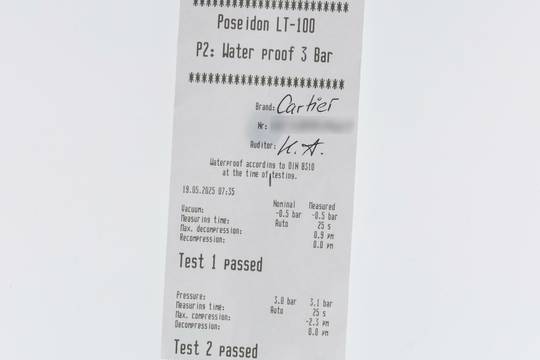 ********************************
Poseidon LT-100
P2: Water proof 3 Bar
********************************
Brand: Cartier
Nr:
Auditor: K.A.
Waterproof according to DIN 8310
at the time of testing.
19.05.2025 07:35
Nominal Measured
Vacuum: -0.5 bar -0.5 bar
Measuring time: Auto 25 s
Max. decompression: 0.9 µm
Recompression: 0.0 µm
Test 1 passed
Pressure: 3.0 bar 3.1 bar
Measuring time: Auto 25 s
Max. compression: -2.3 µm
Decompression: 0.0 µm
Test 2 passed